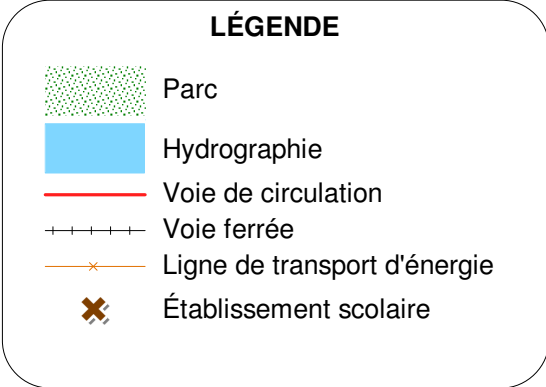 LÉGENDE
Parc
Hydrographie
Voie de circulation
Voie ferrée
Ligne de transport d'énergie
Établissement scolaire